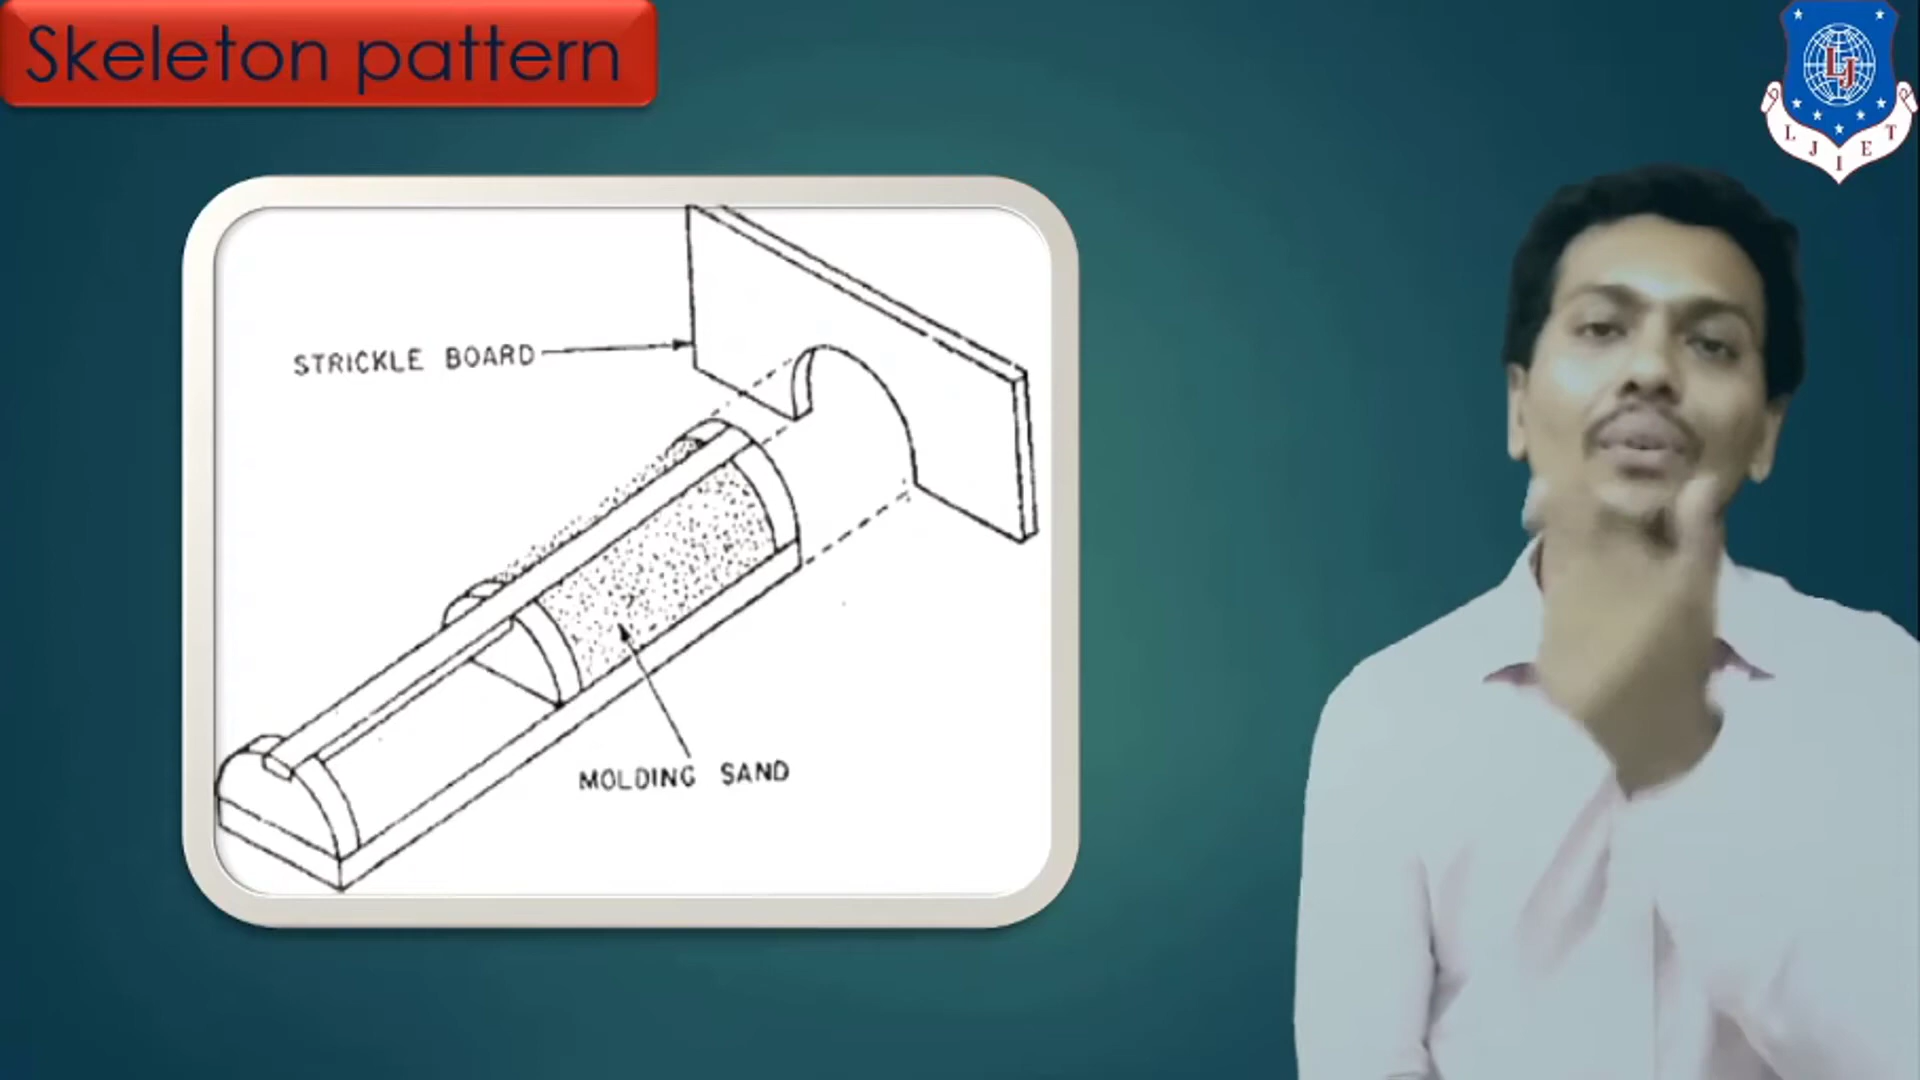 Skeleton pattern
LJ
L J I E T
STRICKLE BOARD
MOLDING SAND